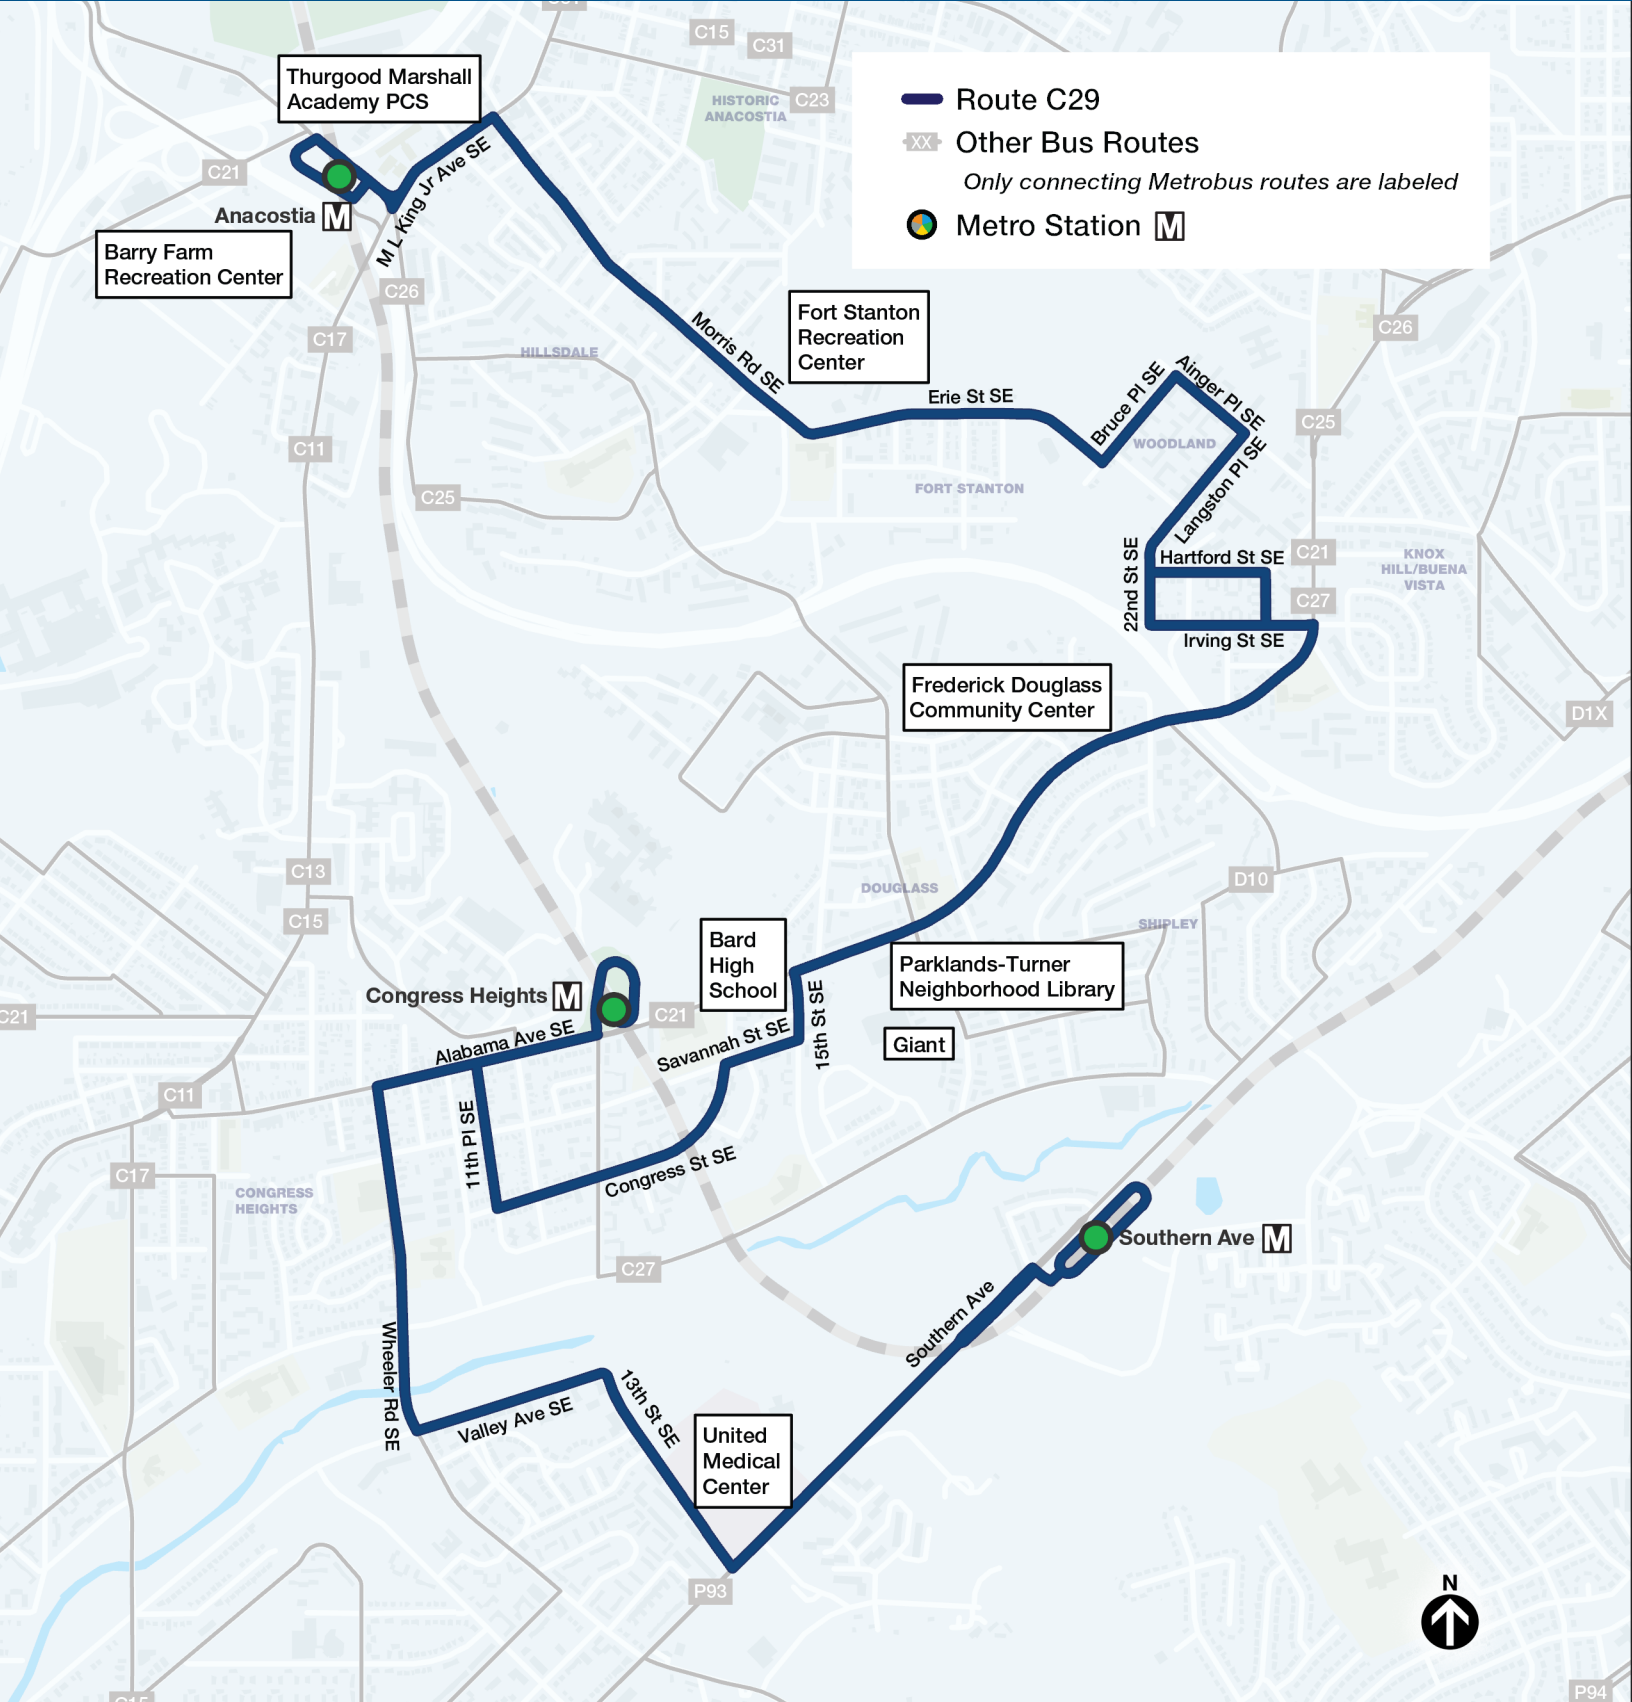 C15
C31
C23
HISTORIC
ANACOSTIA
Thurgood Marshall
Academy PCS
Route C29
XX Other Bus Routes
Only connecting Metrobus routes are labeled
Metro Station M
C21
Anacostia M
M L King Jr Ave SE
Barry Farm
Recreation Center
C26
C17
HILLSDALE
Morris Rd SE
Fort Stanton
Recreation
Center
Erie St SE
Bruce Pl SE
Ainger Pl SE
WOODLAND
Langston Pl SE
C26
C25
C11
C25
FORT STANTON
22nd St SE
Hartford St SE
C21
C27
Irving St SE
KNOX
HILL/BUENA
VISTA
Frederick Douglass
Community Center
D1X
C13
C15
DOUGLASS
D10
SHIPLEY
Bard
High
School
Parklands-Turner
Neighborhood Library
Congress Heights M
C21
C21
Alabama Ave SE
Savannah St SE
15th St SE
Giant
C11
11th Pl SE
Congress St SE
C17
CONGRESS
HEIGHTS
C27
Southern Ave M
Southern Ave
Wheeler Rd SE
Valley Ave SE
13th St SE
United
Medical
Center
P93
N
P94
C15